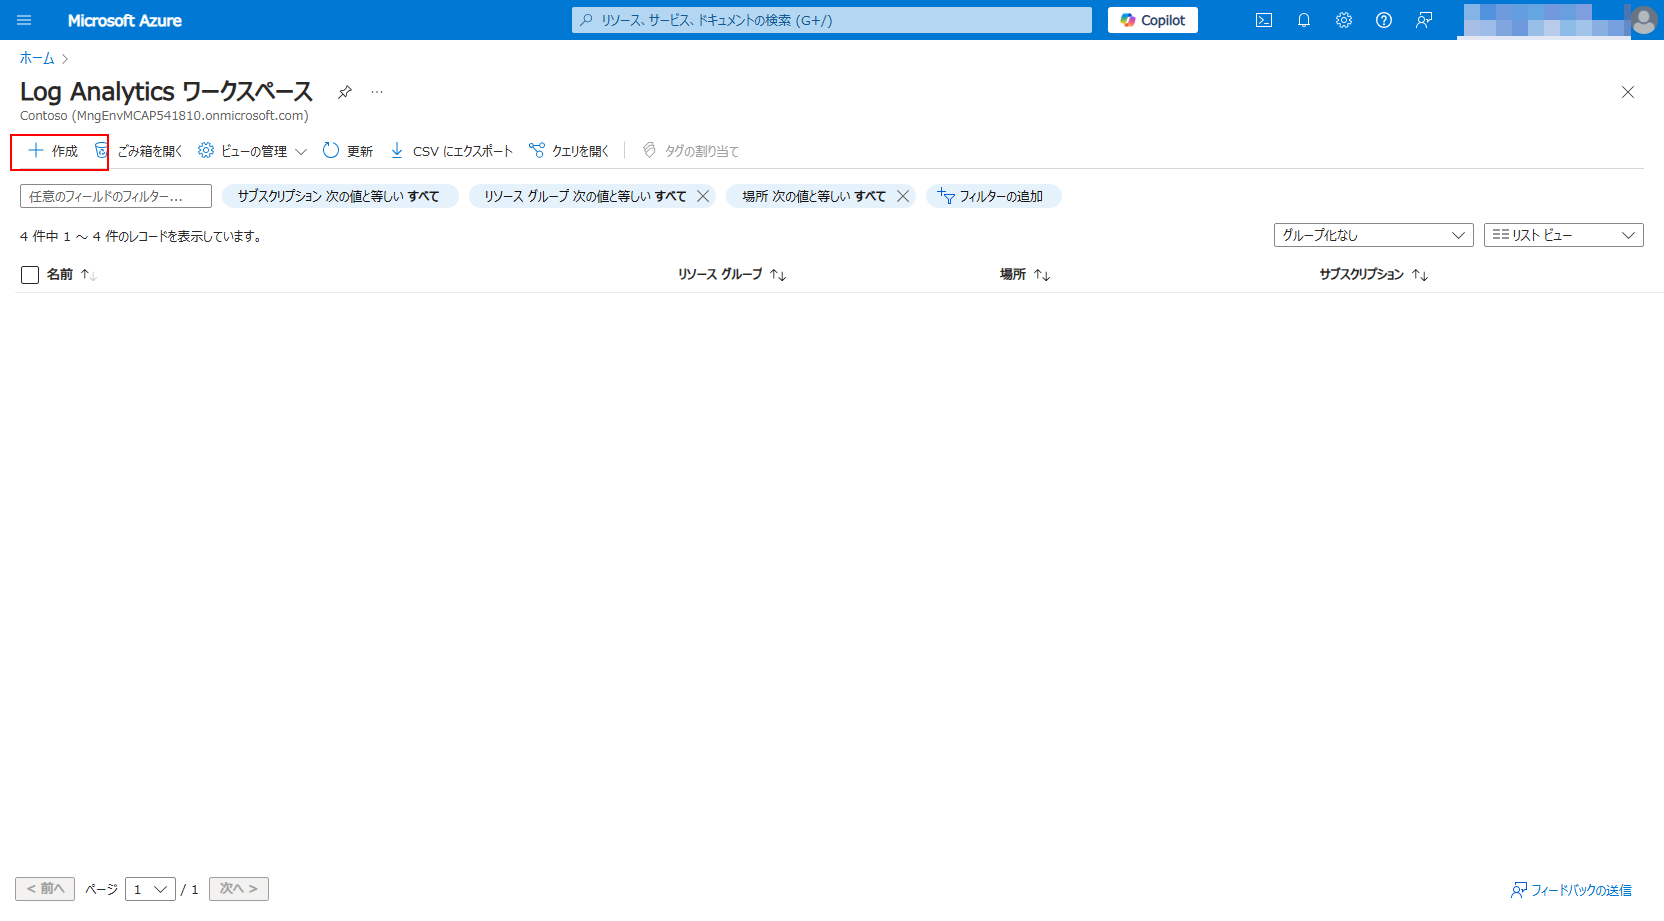 Microsoft Azure
リソース、サービス、ドキュメントの検索 (G+/)
Copilot
ホーム
Log Analytics ワークスペース
Contoso (MngEnvMCAP541810.onmicrosoft.com)
作成 ごみ箱を開く ビューの管理 更新 CSV にエクスポート クエリを開く タグの割り当て
任意のフィールドのフィルター... サブスクリプション 次の値と等しい すべて リソース グループ 次の値と等しい すべて 場所 次の値と等しい すべて フィルターの追加
4 件中 1 ～ 4 件のレコードを表示しています。
グループ化なし
リスト ビュー
名前 リソース グループ 場所 サブスクリプション
< 前へ ページ 1 / 1 次へ >
フィードバックの送信